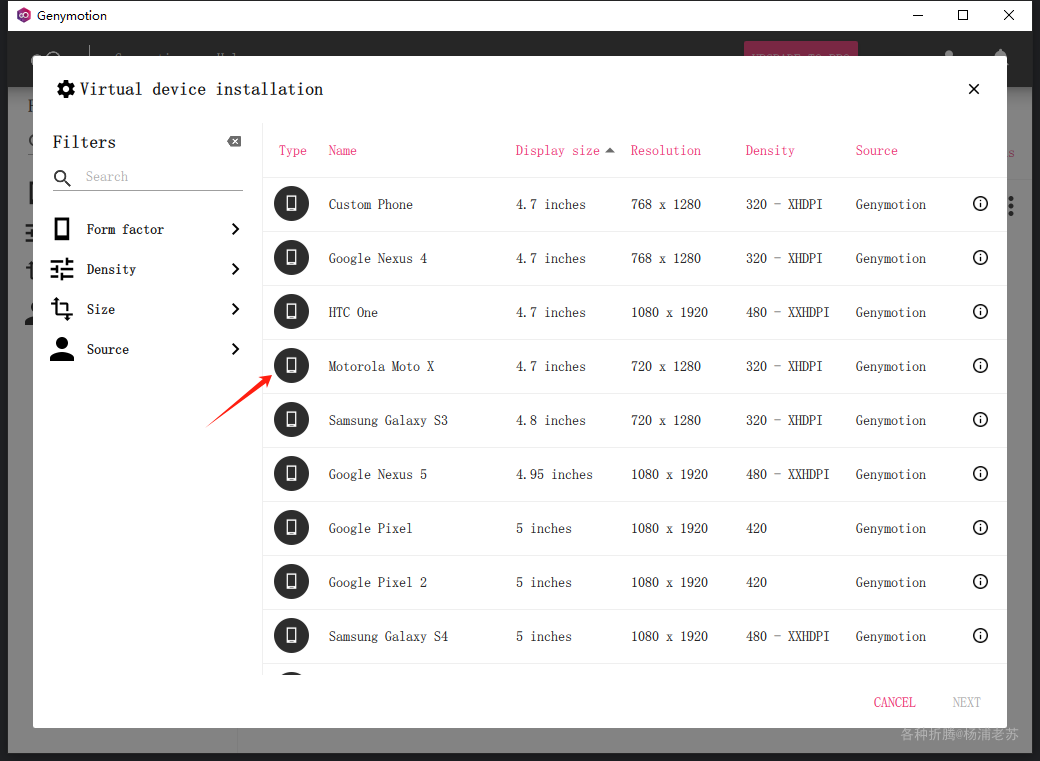 Genymotion
Virtual device installation
Filters
Search
Form factor
Density
Size
Source
Type Name Display size Resolution Density Source
Custom Phone 4.7 inches 768 x 1280 320 - XHDPI Genymotion
Google Nexus 4 4.7 inches 768 x 1280 320 - XHDPI Genymotion
HTC One 4.7 inches 1080 x 1920 480 - XXHDPI Genymotion
Motorola Moto X 4.7 inches 720 x 1280 320 - XHDPI Genymotion
Samsung Galaxy S3 4.8 inches 720 x 1280 320 - XHDPI Genymotion
Google Nexus 5 4.95 inches 1080 x 1920 480 - XXHDPI Genymotion
Google Pixel 5 inches 1080 x 1920 420 Genymotion
Google Pixel 2 5 inches 1080 x 1920 420 Genymotion
Samsung Galaxy S4 5 inches 1080 x 1920 480 - XXHDPI Genymotion
CANCEL NEXT
各种折腾@杨浦老苏